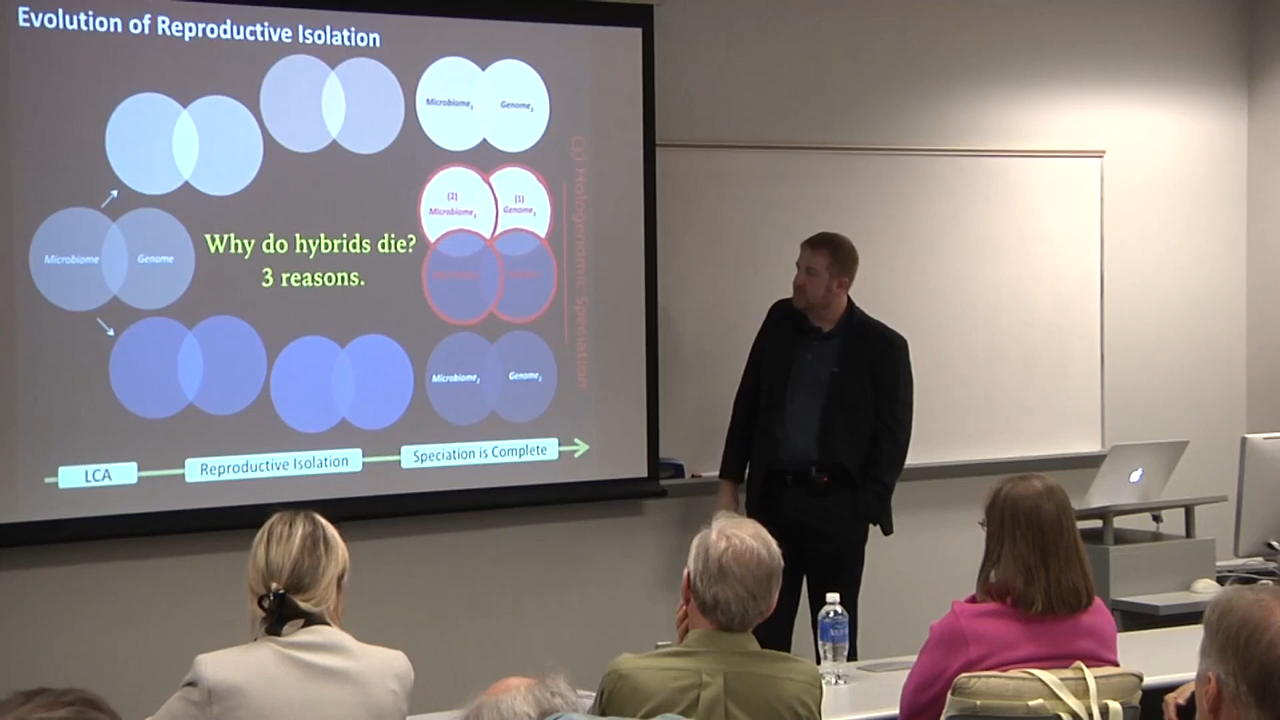 Evolution of Reproductive Isolation
Microbiome₁
Genome₁
(2)
Microbiome₁
(1)
Genome₁
Microbiome
Genome
Why do hybrids die?
3 reasons.
(3) Hologenomic Speciation
Microbiome₂
Genome₂
LCA
Reproductive Isolation
Speciation is Complete